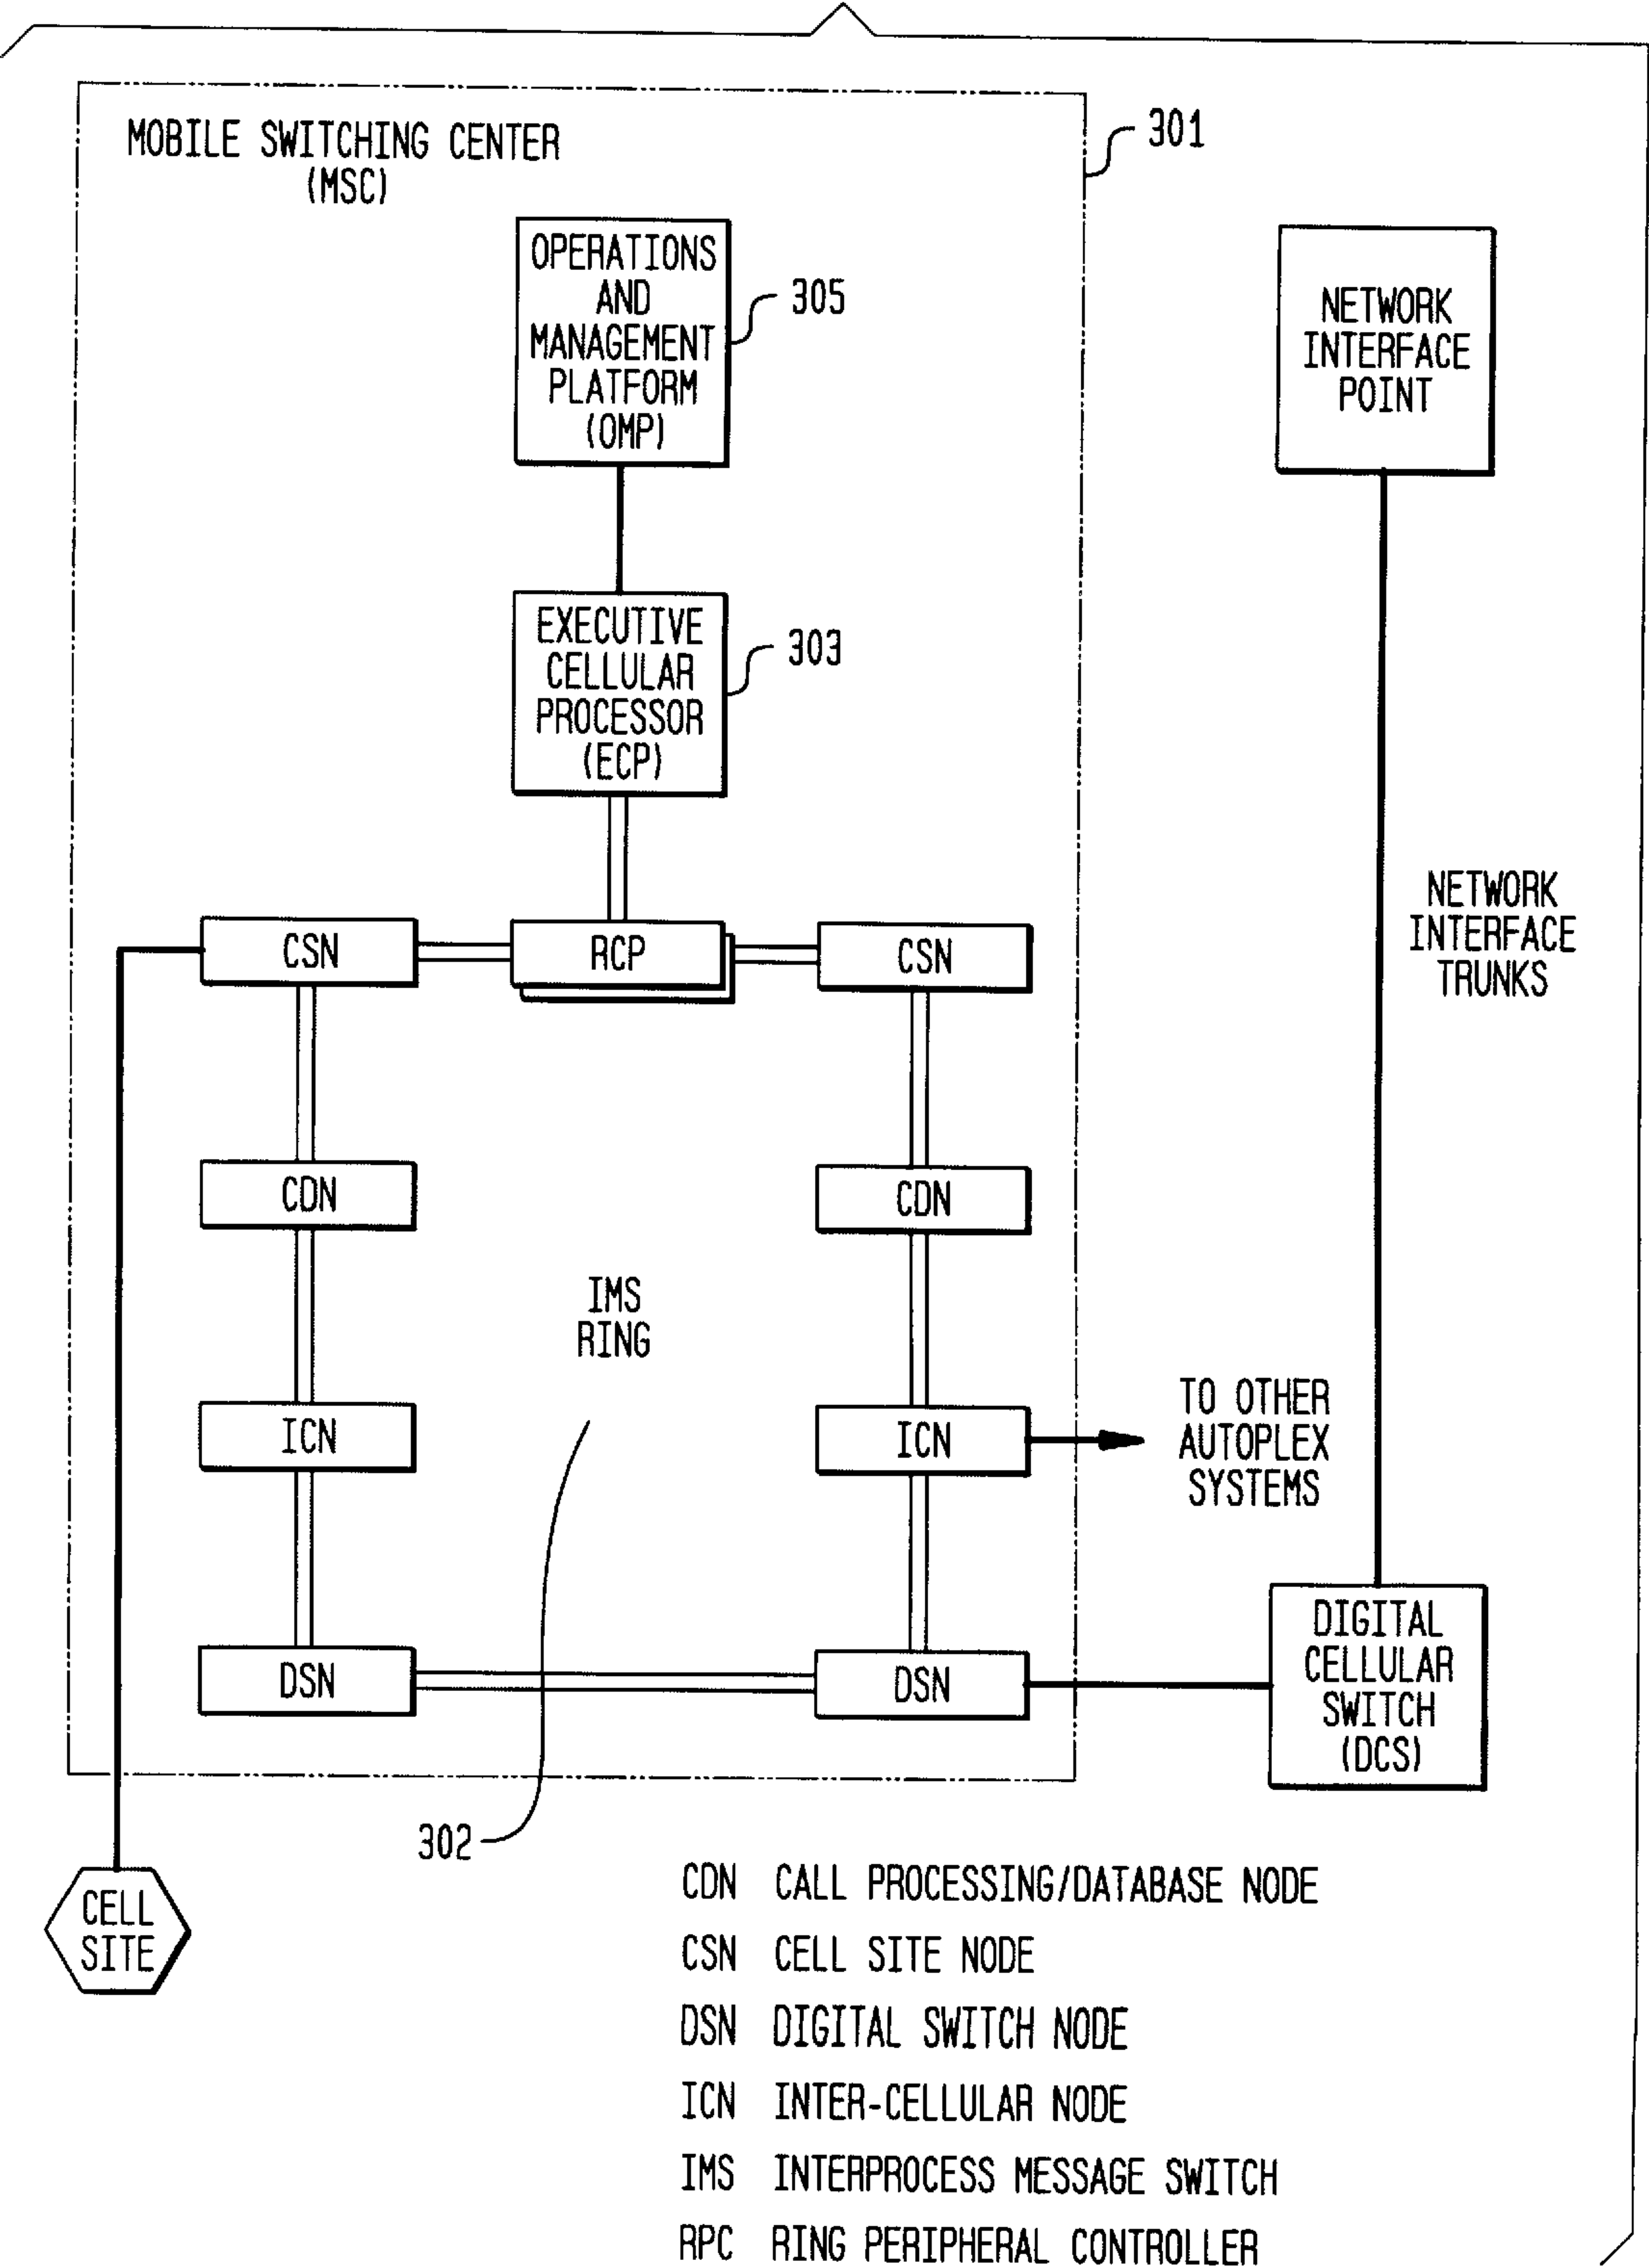 MOBILE SWITCHING CENTER
(MSC)
301
OPERATIONS
AND
MANAGEMENT
PLATFORM
(OMP)
305
NETWORK
INTERFACE
POINT
EXECUTIVE
CELLULAR
PROCESSOR
(ECP)
303
NETWORK
INTERFACE
TRUNKS
CSN
RCP
CSN
CDN
CDN
IMS
RING
ICN
ICN
TO OTHER
AUTOPLEX
SYSTEMS
DSN
DSN
DIGITAL
CELLULAR
SWITCH
(DCS)
302
CELL
SITE
CDN CALL PROCESSING/DATABASE NODE
CSN CELL SITE NODE
DSN DIGITAL SWITCH NODE
ICN INTER-CELLULAR NODE
IMS INTERPROCESS MESSAGE SWITCH
RPC RING PERIPHERAL CONTROLLER